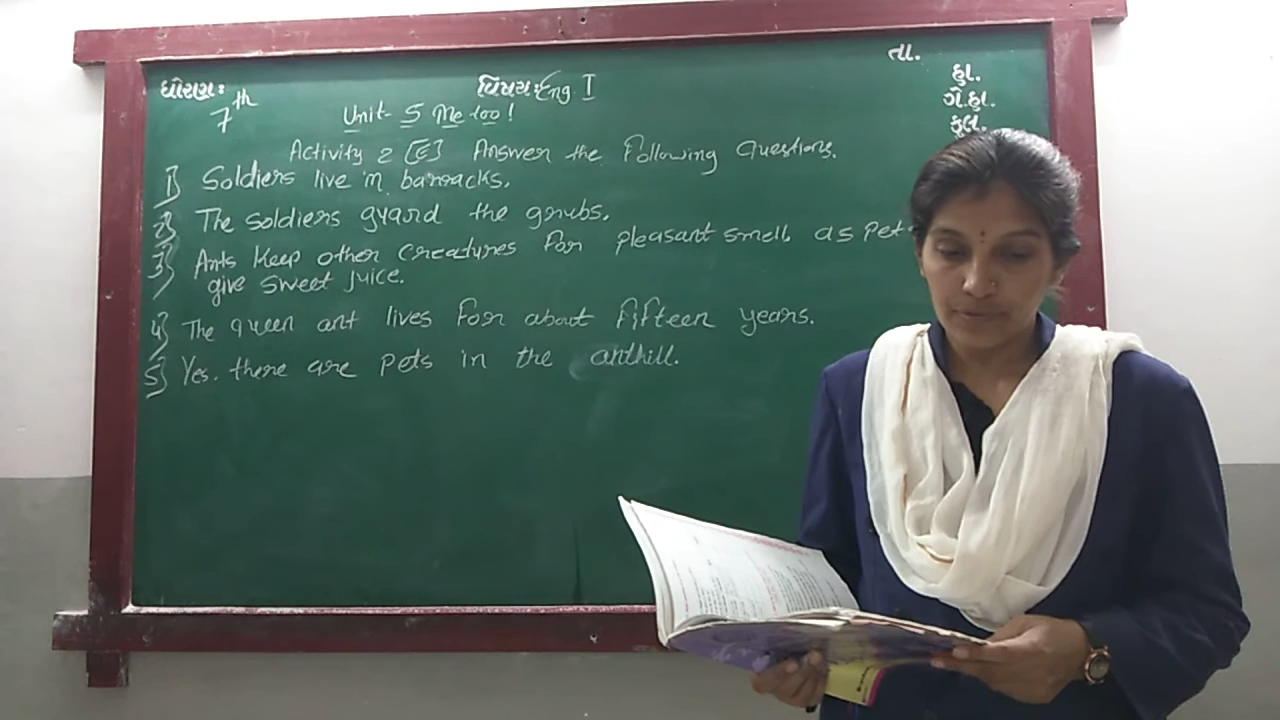 ધોરણઃ 7th
વિષયઃ Eng I
તા.
હા.
ગે.હા.
કુલ
Unit- 5 Me too!
Activity 2 [E] Answer the Following Questions.
1] Soldiers live in barracks.
2] The soldiers guard the grubs.
3] Ants keep other creatures for pleasant smell as pet
give sweet juice.
4] The queen ant lives for about fifteen years.
5] Yes. there are pets in the anthill.